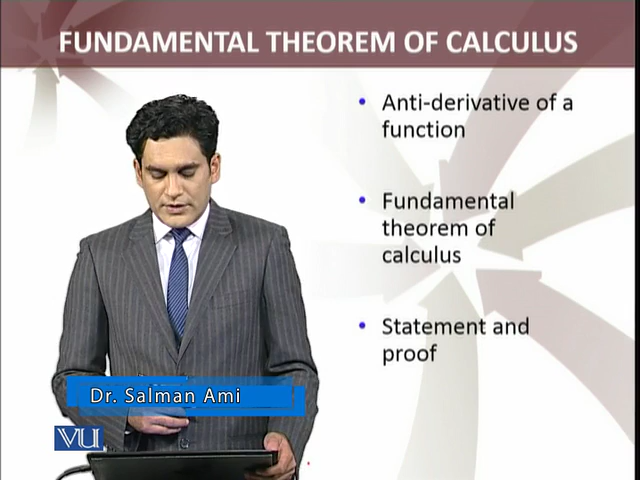 FUNDAMENTAL THEOREM OF CALCULUS
• Anti-derivative of a
function
• Fundamental
theorem of
calculus
• Statement and
proof
Dr. Salman Ami
VU